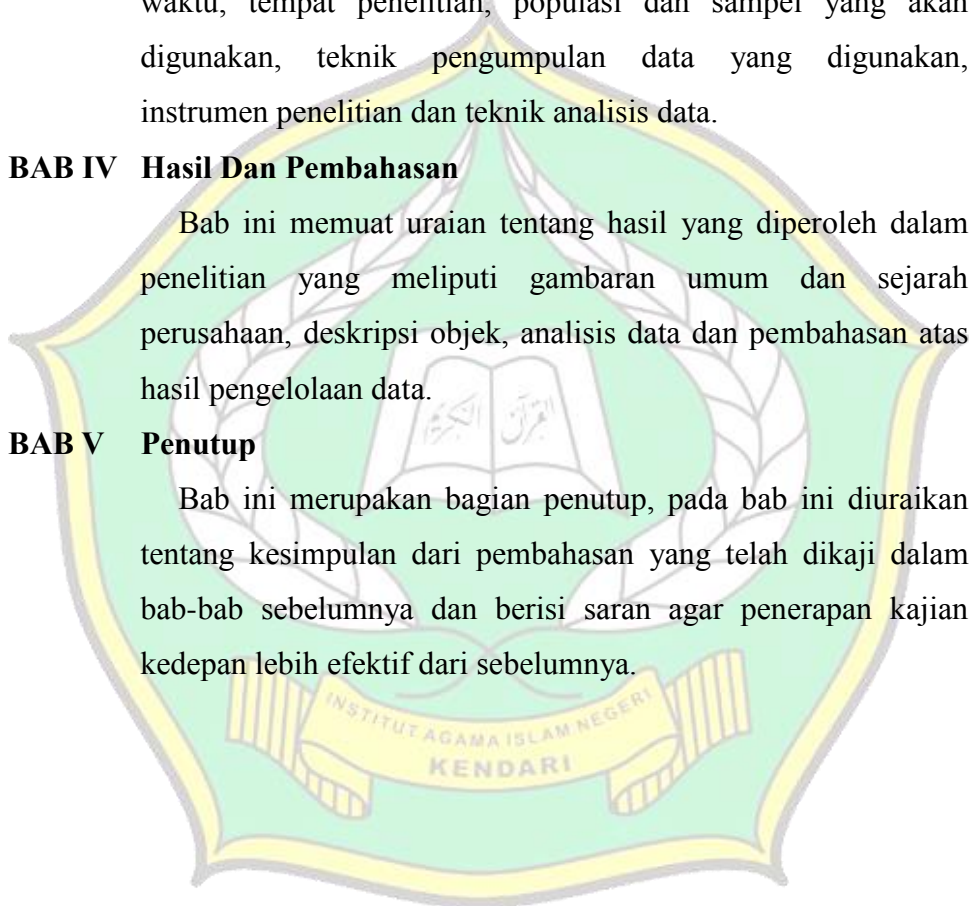 waktu, tempat penelitian, populasi dan sampel yang akan
digunakan, teknik pengumpulan data yang digunakan,
instrumen penelitian dan teknik analisis data.
BAB IV Hasil Dan Pembahasan
Bab ini memuat uraian tentang hasil yang diperoleh dalam
penelitian yang meliputi gambaran umum dan sejarah
perusahaan, deskripsi objek, analisis data dan pembahasan atas
hasil pengelolaan data.
BAB V Penutup
Bab ini merupakan bagian penutup, pada bab ini diuraikan
tentang kesimpulan dari pembahasan yang telah dikaji dalam
bab-bab sebelumnya dan berisi saran agar penerapan kajian
kedepan lebih efektif dari sebelumnya.
القرآن الكريم
INSTITUT AGAMA ISLAM NEGERI
KENDARI